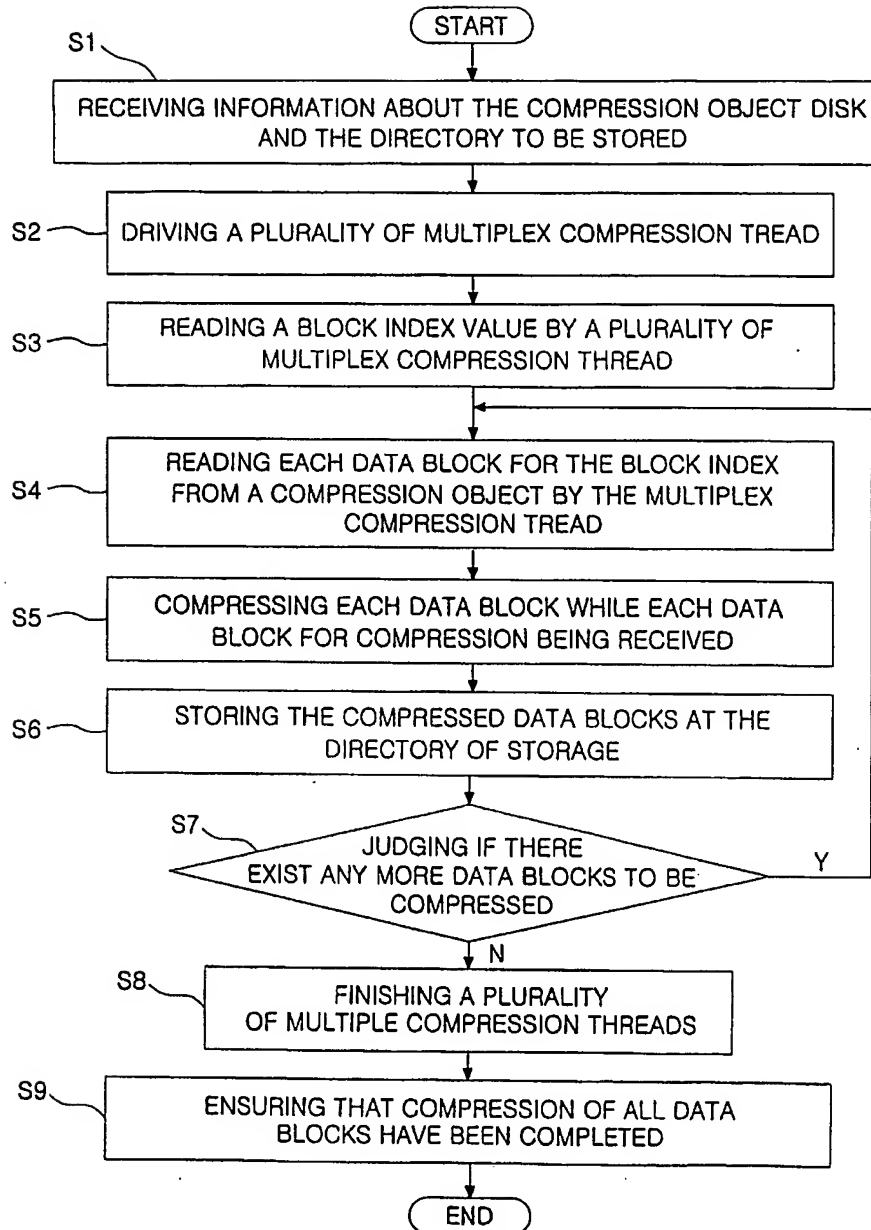 START
S1
RECEIVING INFORMATION ABOUT THE COMPRESSION OBJECT DISK
AND THE DIRECTORY TO BE STORED
S2
DRIVING A PLURALITY OF MULTIPLEX COMPRESSION TREAD
S3
READING A BLOCK INDEX VALUE BY A PLURALITY OF
MULTIPLEX COMPRESSION THREAD
S4
READING EACH DATA BLOCK FOR THE BLOCK INDEX
FROM A COMPRESSION OBJECT BY THE MULTIPLEX
COMPRESSION TREAD
S5
COMPRESSING EACH DATA BLOCK WHILE EACH DATA
BLOCK FOR COMPRESSION BEING RECEIVED
S6
STORING THE COMPRESSED DATA BLOCKS AT THE
DIRECTORY OF STORAGE
S7
JUDGING IF THERE
EXIST ANY MORE DATA BLOCKS TO BE
COMPRESSED
Y
N
S8
FINISHING A PLURALITY
OF MULTIPLE COMPRESSION THREADS
S9
ENSURING THAT COMPRESSION OF ALL DATA
BLOCKS HAVE BEEN COMPLETED
END